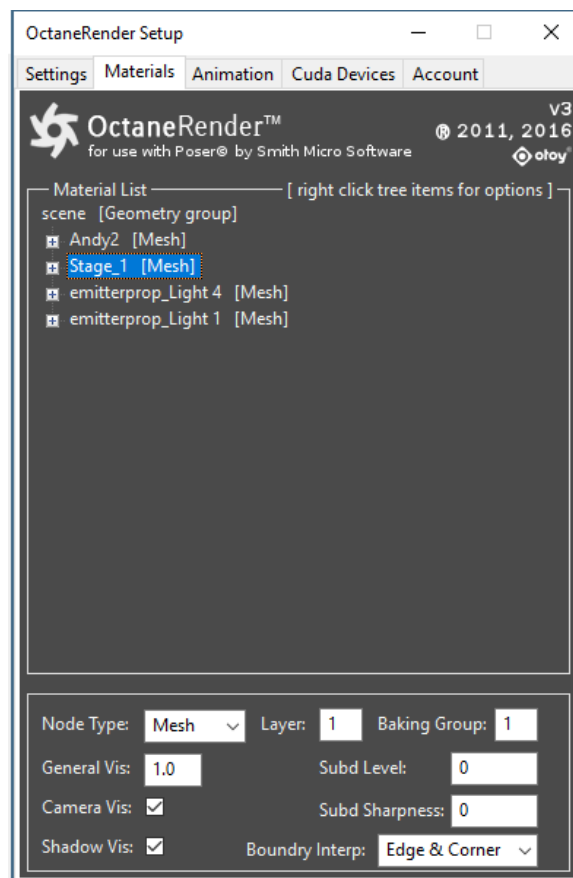 OctaneRender Setup
Settings Materials Animation Cuda Devices Account
OctaneRender™
for use with Poser® by Smith Micro Software
v3
® 2011, 2016
otoy
Material List [ right click tree items for options ]
scene [Geometry group]
Andy2 [Mesh]
Stage_1 [Mesh]
emitterprop_Light 4 [Mesh]
emitterprop_Light 1 [Mesh]
Node Type: Mesh Layer: 1 Baking Group: 1
General Vis: 1.0 Subd Level: 0
Camera Vis: Subd Sharpness: 0
Shadow Vis: Boundry Interp: Edge & Corner